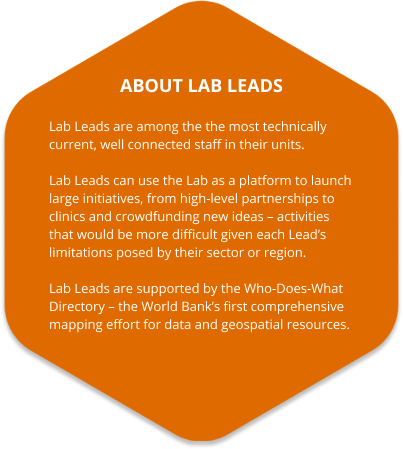 ABOUT LAB LEADS
Lab Leads are among the the most technically
current, well connected staff in their units.
Lab Leads can use the Lab as a platform to launch
large initiatives, from high-level partnerships to
clinics and crowdfunding new ideas – activities
that would be more difficult given each Lead's
limitations posed by their sector or region.
Lab Leads are supported by the Who-Does-What
Directory – the World Bank's first comprehensive
mapping effort for data and geospatial resources.